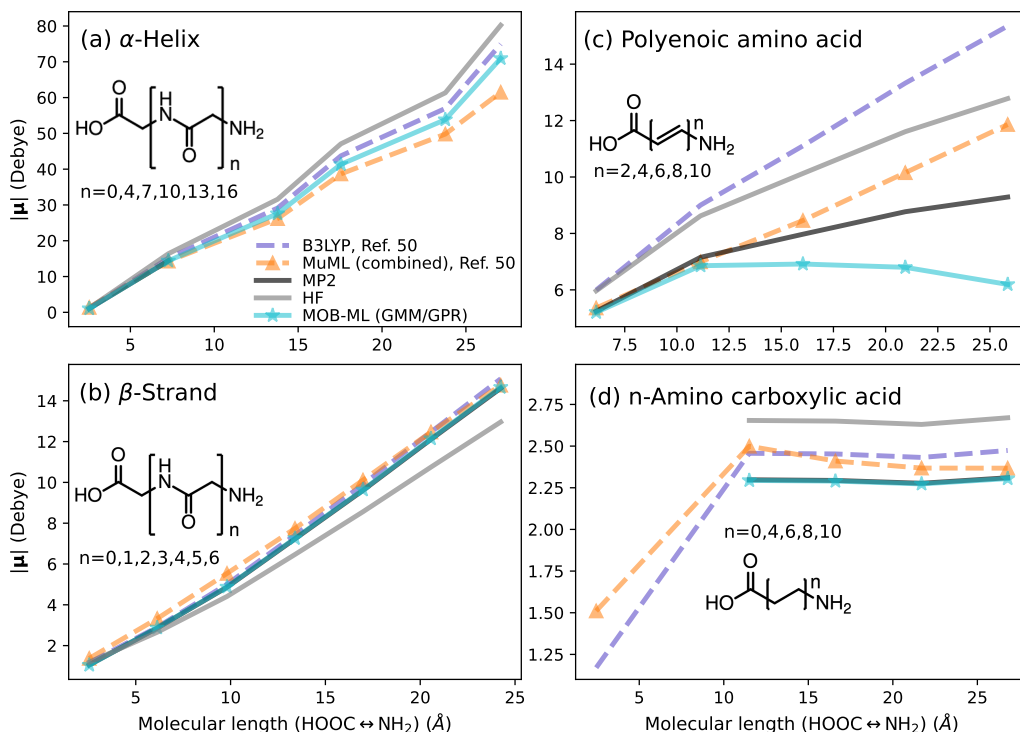 (a) α-Helix
O
H
N
HO
O
NH₂
n
n=0,4,7,10,13,16
B3LYP, Ref. 50
MuML (combined), Ref. 50
MP2
HF
MOB-ML (GMM/GPR)
|μ| (Debye)
80
70
60
50
40
30
20
10
0
5
10
15
20
25
(c) Polyenoic amino acid
O
n
HO
NH₂
n=2,4,6,8,10
14
12
10
8
6
7.5
10.0
12.5
15.0
17.5
20.0
22.5
25.0
(b) β-Strand
O
H
N
HO
O
NH₂
n
n=0,1,2,3,4,5,6
|μ| (Debye)
14
12
10
8
6
4
2
5
10
15
20
25
Molecular length (HOOC↔NH₂) (Å)
(d) n-Amino carboxylic acid
n=0,4,6,8,10
O
n
HO
NH₂
2.75
2.50
2.25
2.00
1.75
1.50
1.25
5
10
15
20
25
Molecular length (HOOC↔NH₂) (Å)